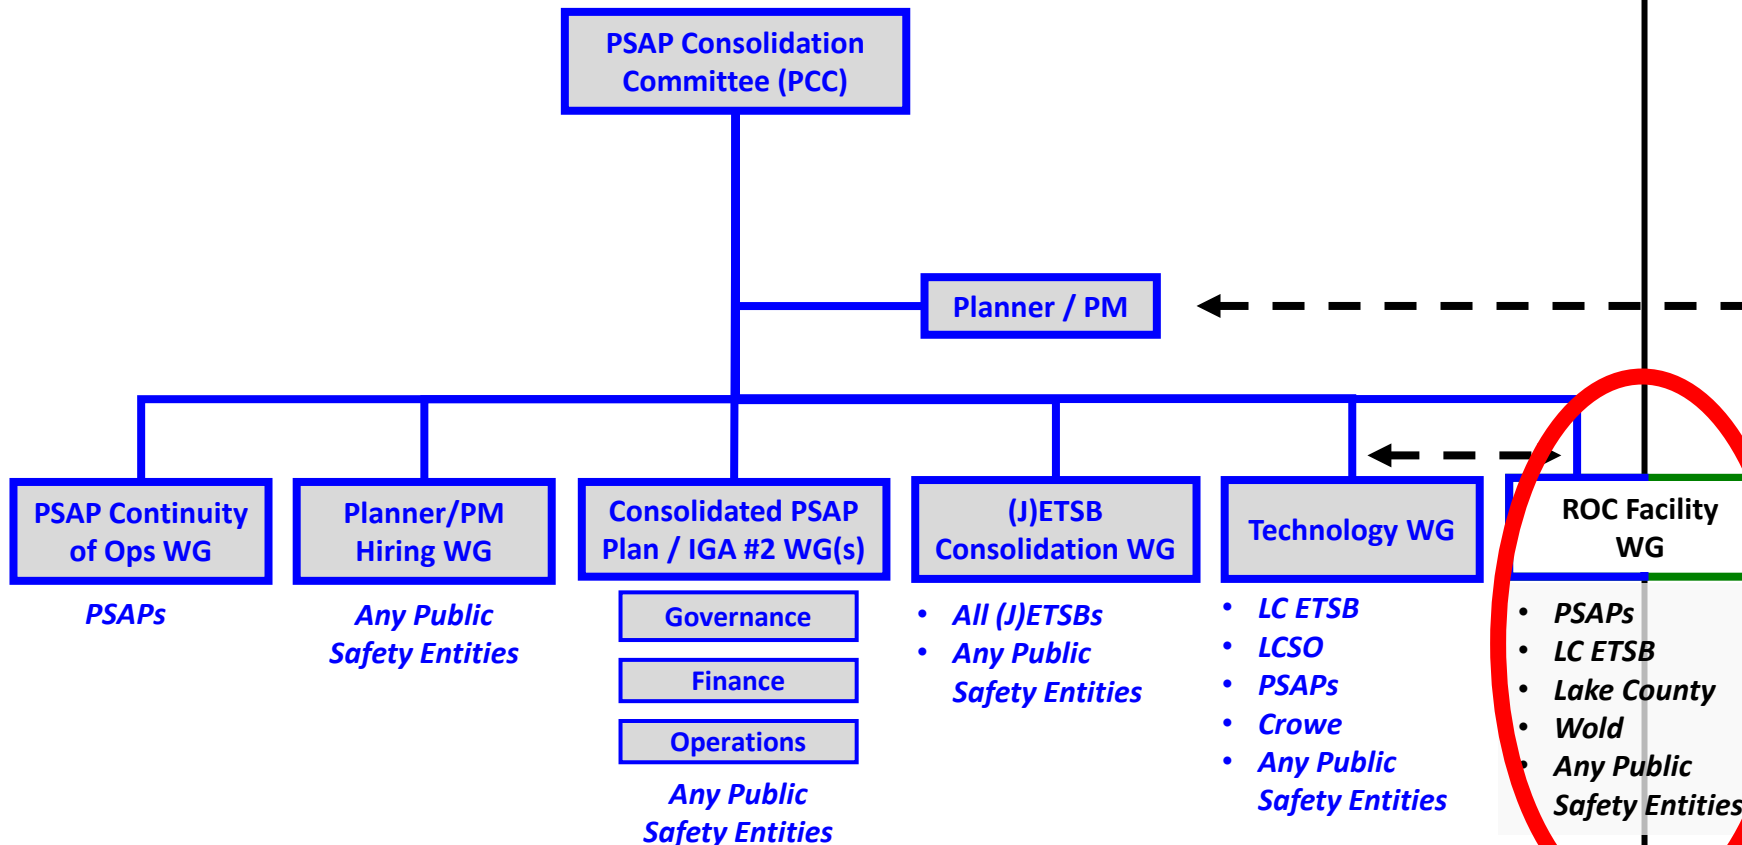 PSAP Consolidation
Committee (PCC)
Planner / PM
PSAP Continuity
of Ops WG
PSAPs
Planner/PM
Hiring WG
Any Public
Safety Entities
Consolidated PSAP
Plan / IGA #2 WG(s)
Governance
Finance
Operations
Any Public
Safety Entities
(J)ETSB
Consolidation WG
• All (J)ETSBs
• Any Public
Safety Entities
Technology WG
• LC ETSB
• LCSO
• PSAPs
• Crowe
• Any Public
Safety Entities
ROC Facility
WG
• PSAPs
• LC ETSB
• Lake County
• Wold
• Any Public
Safety Entities